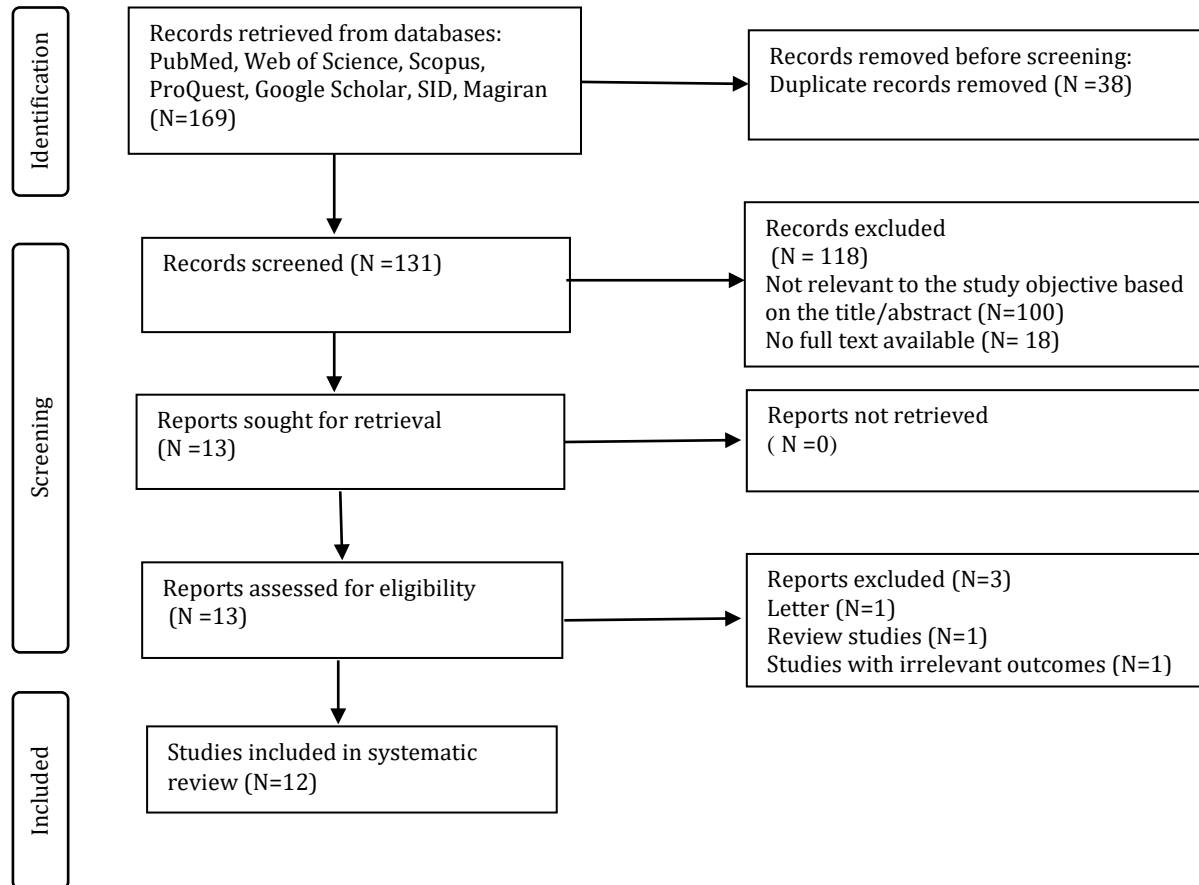 Identification
Records retrieved from databases:
PubMed, Web of Science, Scopus,
ProQuest, Google Scholar, SID, Magiran
(N=169)
Records removed before screening:
Duplicate records removed (N =38)
Screening
Records screened (N =131)
Records excluded
(N = 118)
Not relevant to the study objective based
on the title/abstract (N=100)
No full text available (N= 18)
Reports sought for retrieval
(N =13)
Reports not retrieved
( N =0)
Reports assessed for eligibility
(N =13)
Reports excluded (N=3)
Letter (N=1)
Review studies (N=1)
Studies with irrelevant outcomes (N=1)
Included
Studies included in systematic
review (N=12)